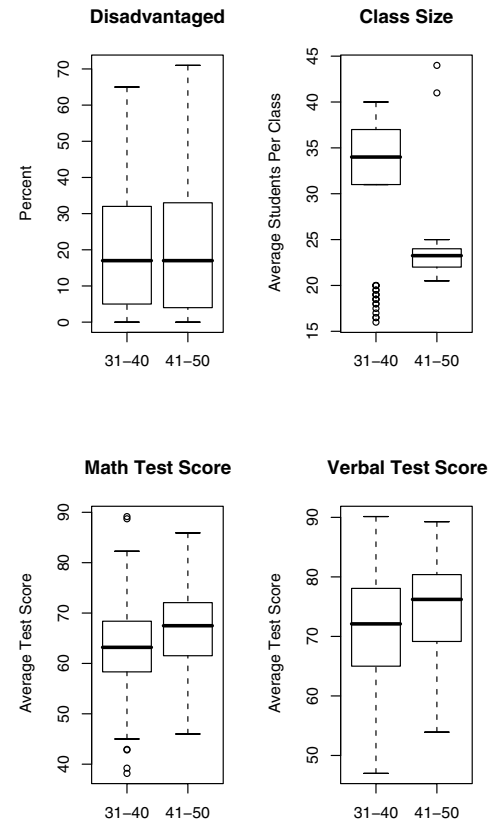 Disadvantaged
Percent
0 10 20 30 40 50 60 70
31–40 41–50
Class Size
Average Students Per Class
15 20 25 30 35 40 45
31–40 41–50
Math Test Score
Average Test Score
40 50 60 70 80 90
31–40 41–50
Verbal Test Score
Average Test Score
50 60 70 80 90
31–40 41–50